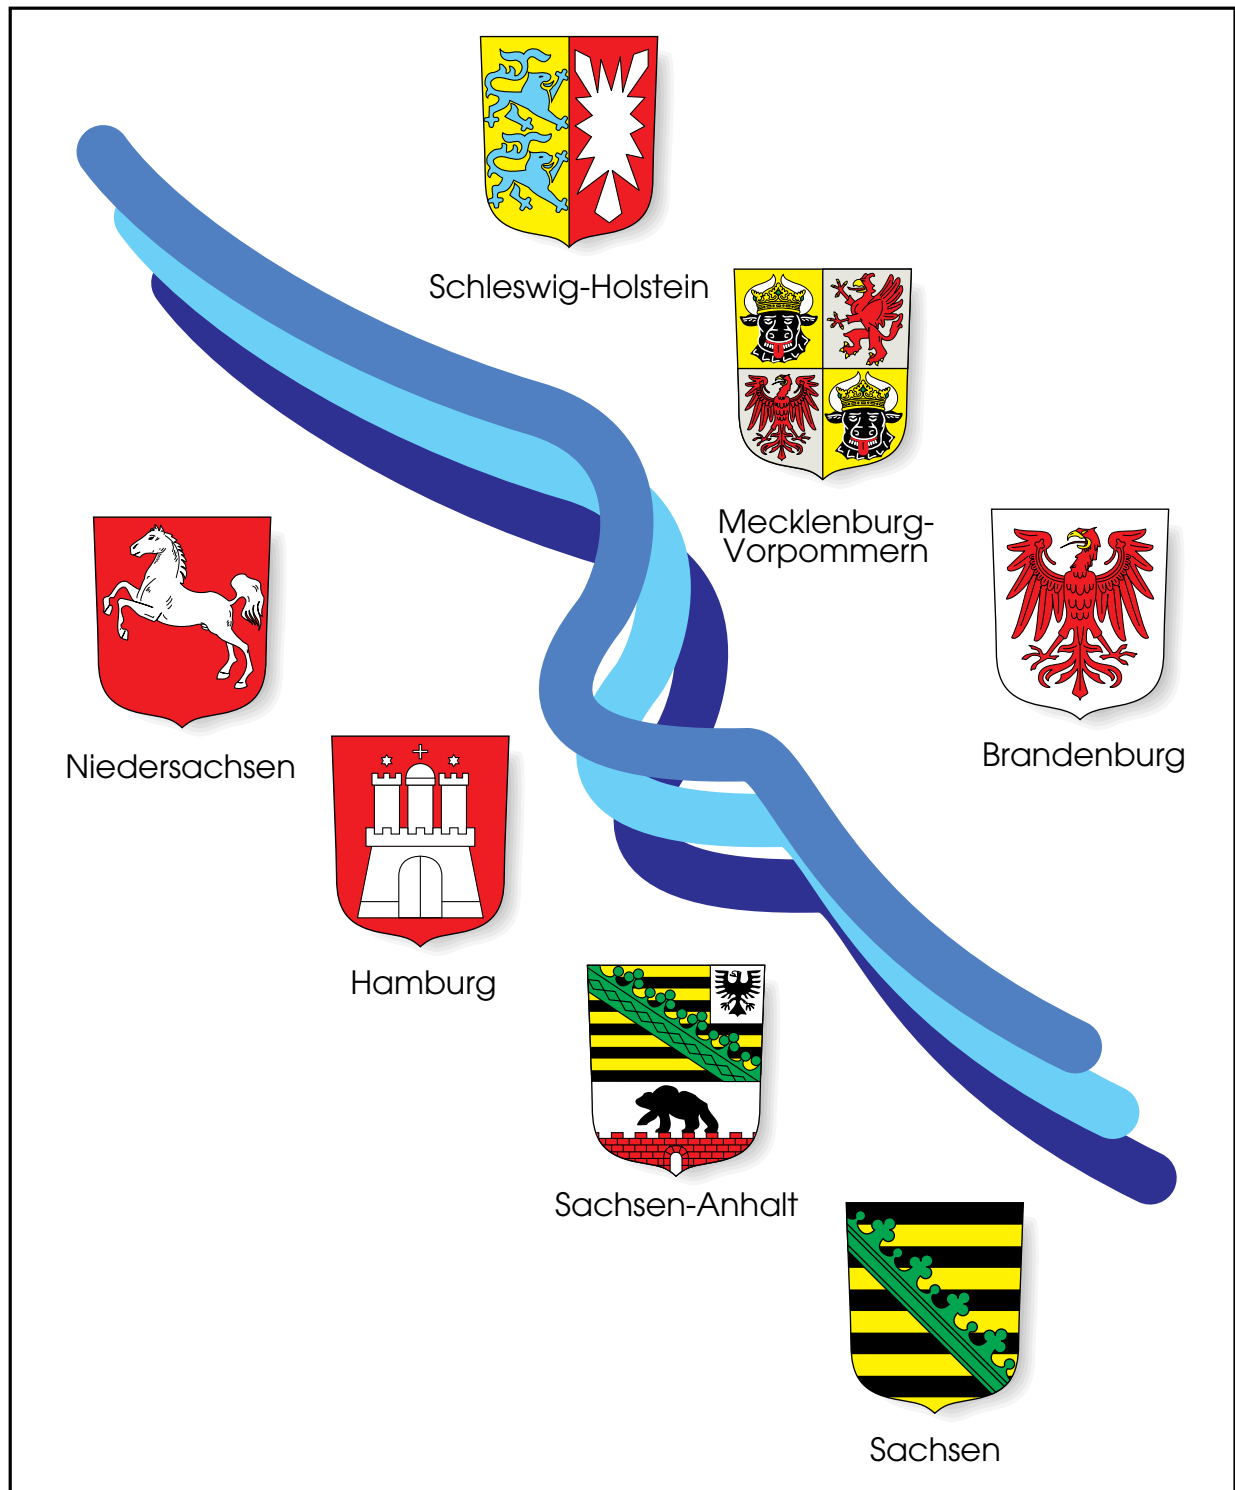 Schleswig-Holstein
Mecklenburg-
Vorpommern
Niedersachsen
Brandenburg
Hamburg
Sachsen-Anhalt
Sachsen